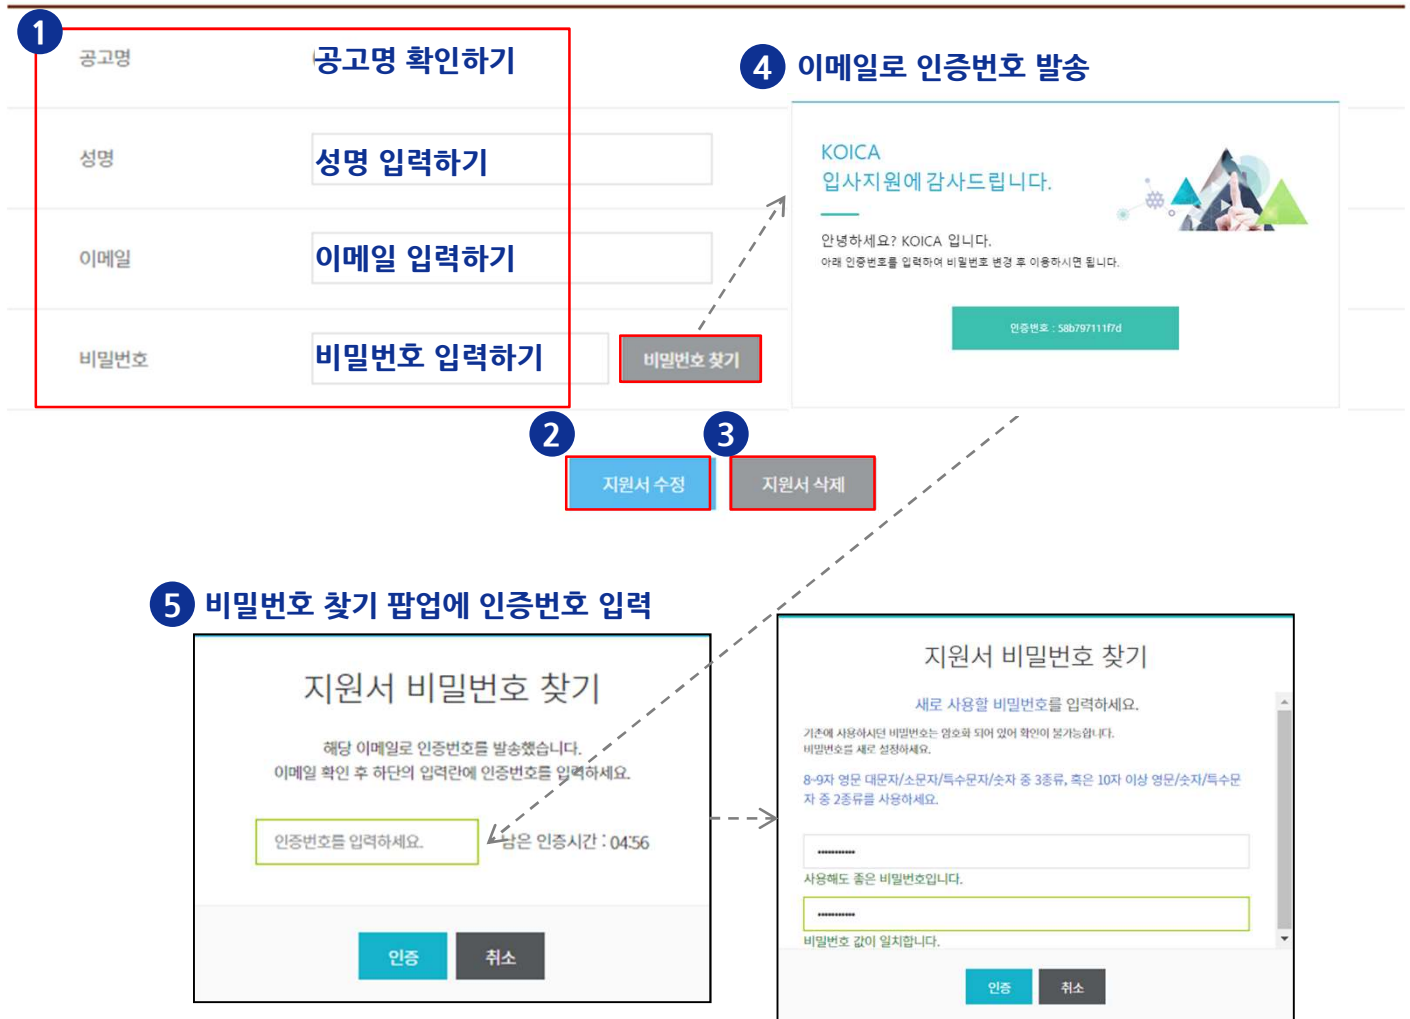 1
공고명
공고명 확인하기
4 이메일로 인증번호 발송
성명
성명 입력하기
이메일
이메일 입력하기
비밀번호
비밀번호 입력하기
비밀번호 찾기
KOICA
입사지원에 감사드립니다.
안녕하세요? KOICA 입니다.
아래 인증번호를 입력하여 비밀번호 변경 후 이용하시면 됩니다.
인증번호 : 58b797111f7d
2
3
지원서 수정
지원서 삭제
5 비밀번호 찾기 팝업에 인증번호 입력
지원서 비밀번호 찾기
해당 이메일로 인증번호를 발송했습니다.
이메일 확인 후 하단의 입력란에 인증번호를 입력하세요.
인증번호를 입력하세요.
남은 인증시간 : 04:56
인증
취소
지원서 비밀번호 찾기
새로 사용할 비밀번호를 입력하세요.
기존에 사용하시던 비밀번호는 암호화 되어 있어 확인이 불가능합니다.
비밀번호를 새로 설정하세요.
8~9자 영문 대문자/소문자/특수문자/숫자 중 3종류, 혹은 10자 이상 영문/숫자/특수문
자 중 2종류를 사용하세요.
사용해도 좋은 비밀번호입니다.
비밀번호 값이 일치합니다.
인증
취소